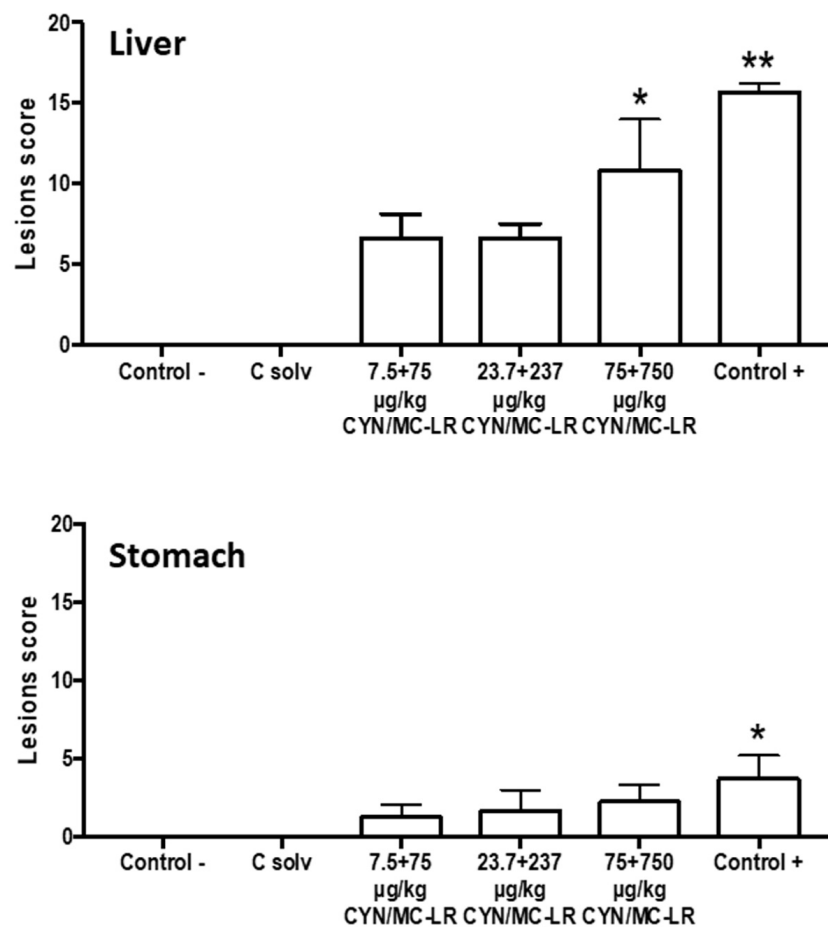 Liver
**
*
20
15
10
5
0
Lesions score
Control -
C solv
7.5+75
µg/kg
CYN/MC-LR
23.7+237
µg/kg
CYN/MC-LR
75+750
µg/kg
CYN/MC-LR
Control +
Stomach
*
20
15
10
5
0
Lesions score
Control -
C solv
7.5+75
µg/kg
CYN/MC-LR
23.7+237
µg/kg
CYN/MC-LR
75+750
µg/kg
CYN/MC-LR
Control +